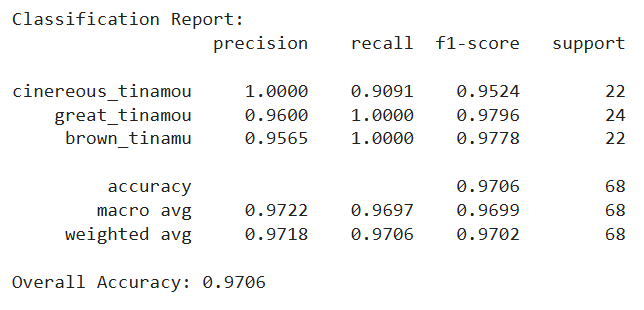 Classification Report:
precision recall f1-score support
cinereous_tinamou 1.0000 0.9091 0.9524 22
great_tinamou 0.9600 1.0000 0.9796 24
brown_tinamu 0.9565 1.0000 0.9778 22
accuracy 0.9706 68
macro avg 0.9722 0.9697 0.9699 68
weighted avg 0.9718 0.9706 0.9702 68
Overall Accuracy: 0.9706